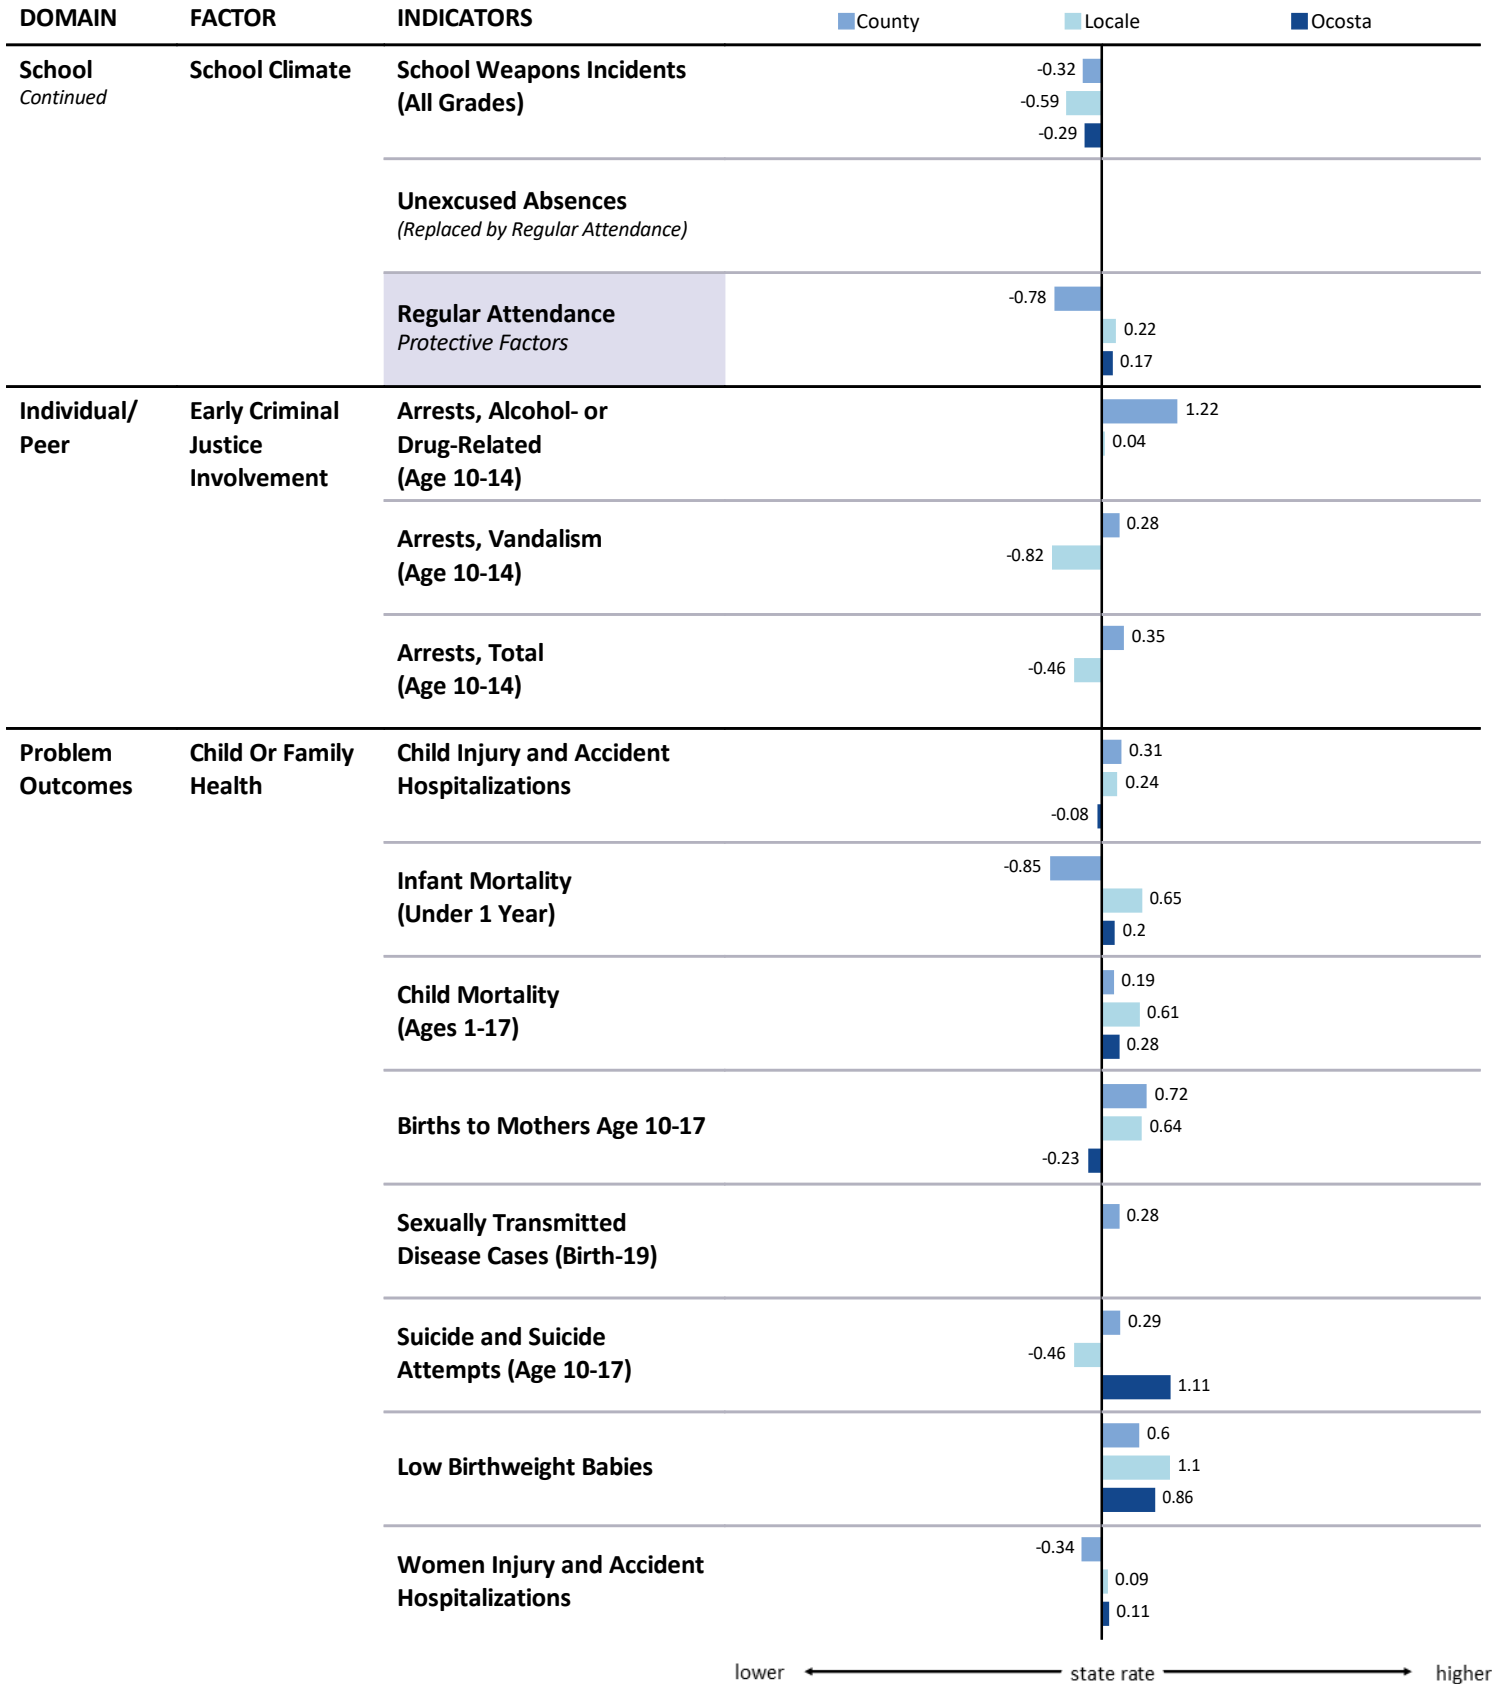 DOMAIN FACTOR INDICATORS County Locale Ocosta
School School Climate School Weapons Incidents
Continued
(All Grades)
-0.32
-0.59
-0.29
Unexcused Absences
(Replaced by Regular Attendance)
Regular Attendance
Protective Factors
-0.78
0.22
0.17
Individual/ Early Criminal Arrests, Alcohol- or
Peer Justice Drug-Related
Involvement (Age 10-14)
1.22
0.04
Arrests, Vandalism
(Age 10-14)
0.28
-0.82
Arrests, Total
(Age 10-14)
0.35
-0.46
Problem Child Or Family Child Injury and Accident
Outcomes Health Hospitalizations
0.31
0.24
-0.08
Infant Mortality
(Under 1 Year)
-0.85
0.65
0.2
Child Mortality
(Ages 1-17)
0.19
0.61
0.28
Births to Mothers Age 10-17
0.72
0.64
-0.23
Sexually Transmitted
Disease Cases (Birth-19)
0.28
Suicide and Suicide
Attempts (Age 10-17)
0.29
-0.46
1.11
Low Birthweight Babies
0.6
1.1
0.86
Women Injury and Accident
Hospitalizations
-0.34
0.09
0.11
lower state rate higher